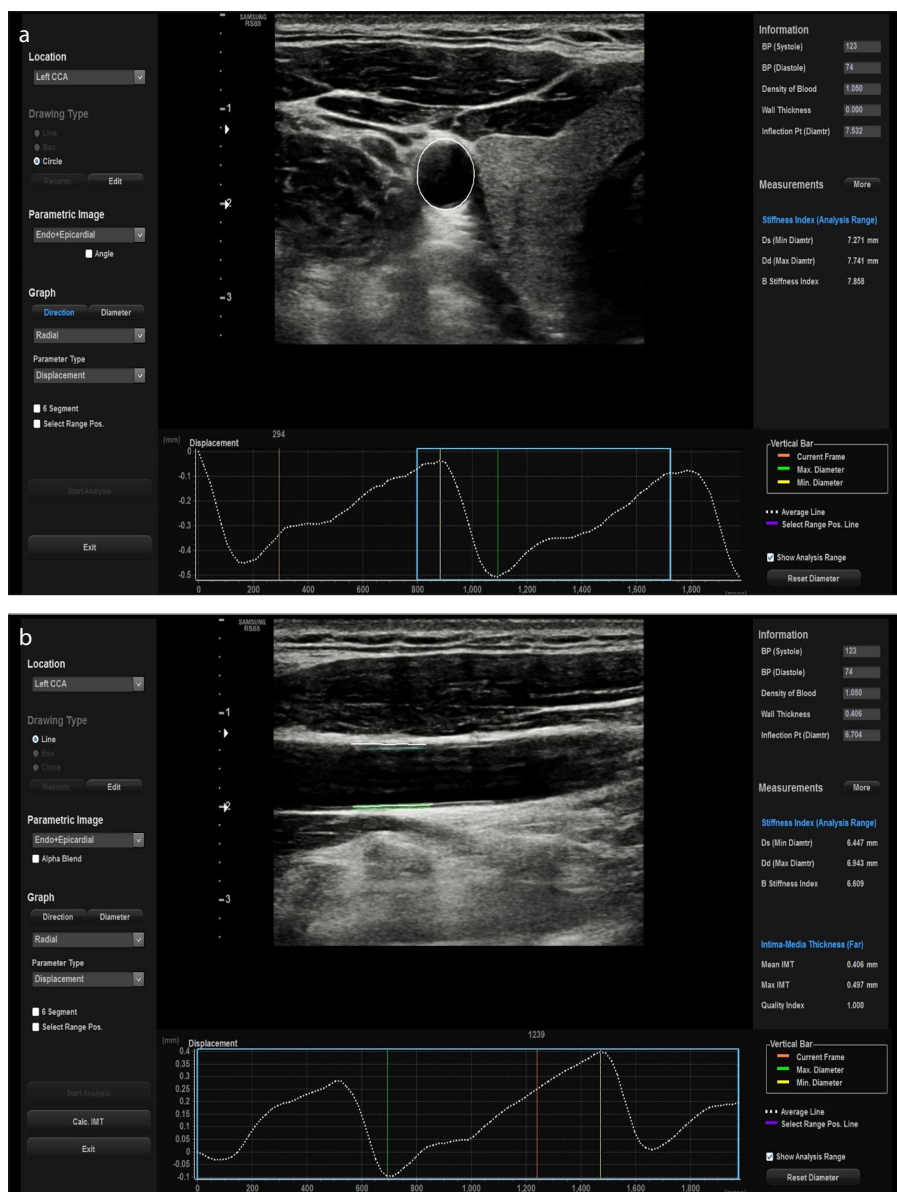 a
SAMSUNG
RS85
Location
Left CCA
Drawing Type
Line
Box
Circle
Edit
Parametric Image
Endo+Epicardial
Angle
Graph
Direction Diameter
Radial
Parameter Type
Displacement
6 Segment
Select Range Pos.
Start Analysis
Exit
1
2
3
Information
BP (Systole) 123
BP (Diastole) 74
Density of Blood 1.050
Wall Thickness 0.000
Inflection Pt (Diamtr) 7.532
Measurements More
Stiffness Index (Analysis Range)
Ds (Min Diamtr) 7.271 mm
Dd (Max Diamtr) 7.741 mm
B Stiffness Index 7.858
(mm) Displacement 294
0
-0.1
-0.2
-0.3
-0.4
-0.5
0 200 400 600 800 1,000 1,200 1,400 1,600 1,800 (msec)
Vertical Bar
Current Frame
Max. Diameter
Min. Diameter
Average Line
Select Range Pos. Line
Show Analysis Range
Reset Diameter
b
SAMSUNG
RS85
Location
Left CCA
Drawing Type
Line
Box
Circle
Edit
Parametric Image
Endo+Epicardial
Alpha Blend
Graph
Direction Diameter
Radial
Parameter Type
Displacement
6 Segment
Select Range Pos.
Start Analysis
Calc. IMT
Exit
1
2
3
Information
BP (Systole) 123
BP (Diastole) 74
Density of Blood 1.050
Wall Thickness 0.406
Inflection Pt (Diamtr) 6.704
Measurements More
Stiffness Index (Analysis Range)
Ds (Min Diamtr) 6.447 mm
Dd (Max Diamtr) 6.943 mm
B Stiffness Index 6.609
Intima-Media Thickness (Far)
Mean IMT 0.406 mm
Max IMT 0.497 mm
Quality Index 1.000
(mm) Displacement 1239
0.4
0.35
0.3
0.25
0.2
0.15
0.1
0.05
0
-0.05
-0.1
0 200 400 600 800 1,000 1,200 1,400 1,600 1,800
Vertical Bar
Current Frame
Max. Diameter
Min. Diameter
Average Line
Select Range Pos. Line
Show Analysis Range
Reset Diameter